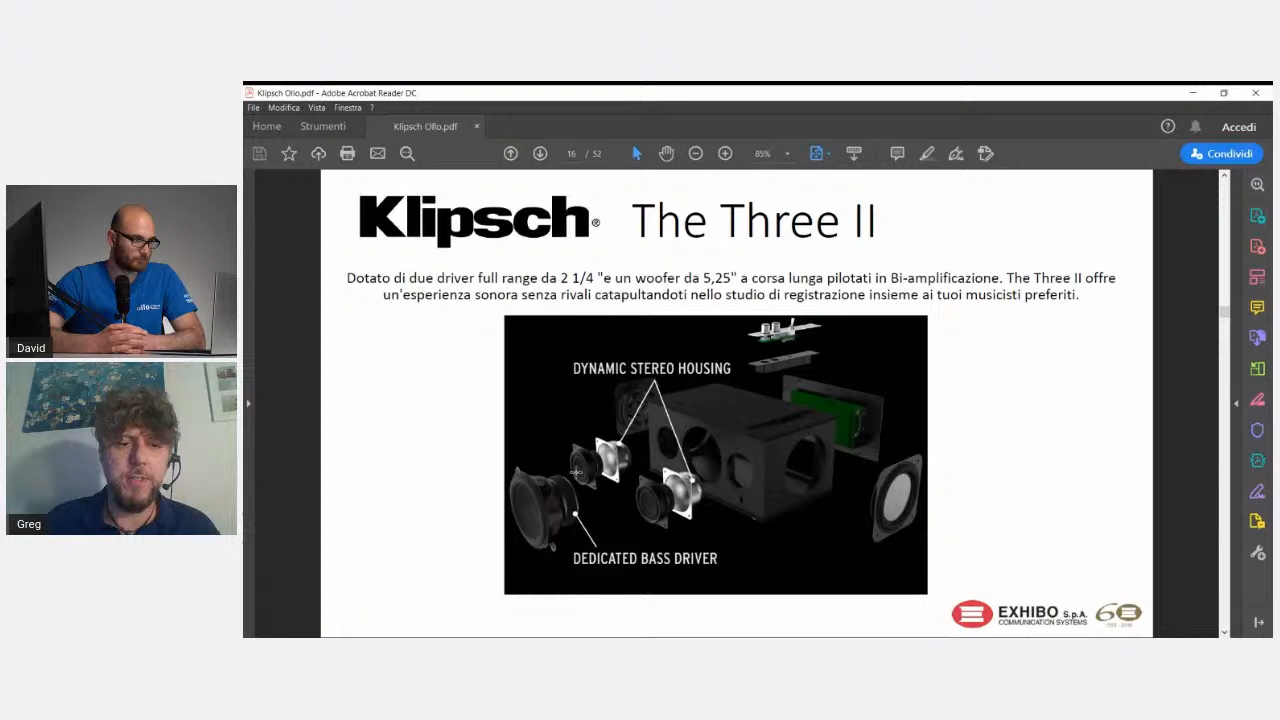 Klipsch Ollo.pdf - Adobe Acrobat Reader DC
File Modifica Vista Finestra ?
Home Strumenti Klipsch Ollo.pdf × Accedi
16 / 52 85% Condividi
Klipsch® The Three II
Dotato di due driver full range da 2 1/4 "e un woofer da 5,25" a corsa lunga pilotati in Bi-amplificazione. The Three II offre
un'esperienza sonora senza rivali catapultandoti nello studio di registrazione insieme ai tuoi musicisti preferiti.
DYNAMIC STEREO HOUSING
DEDICATED BASS DRIVER
EXHIBO S.p.A.
COMMUNICATION SYSTEMS
60
ollo
David
Greg